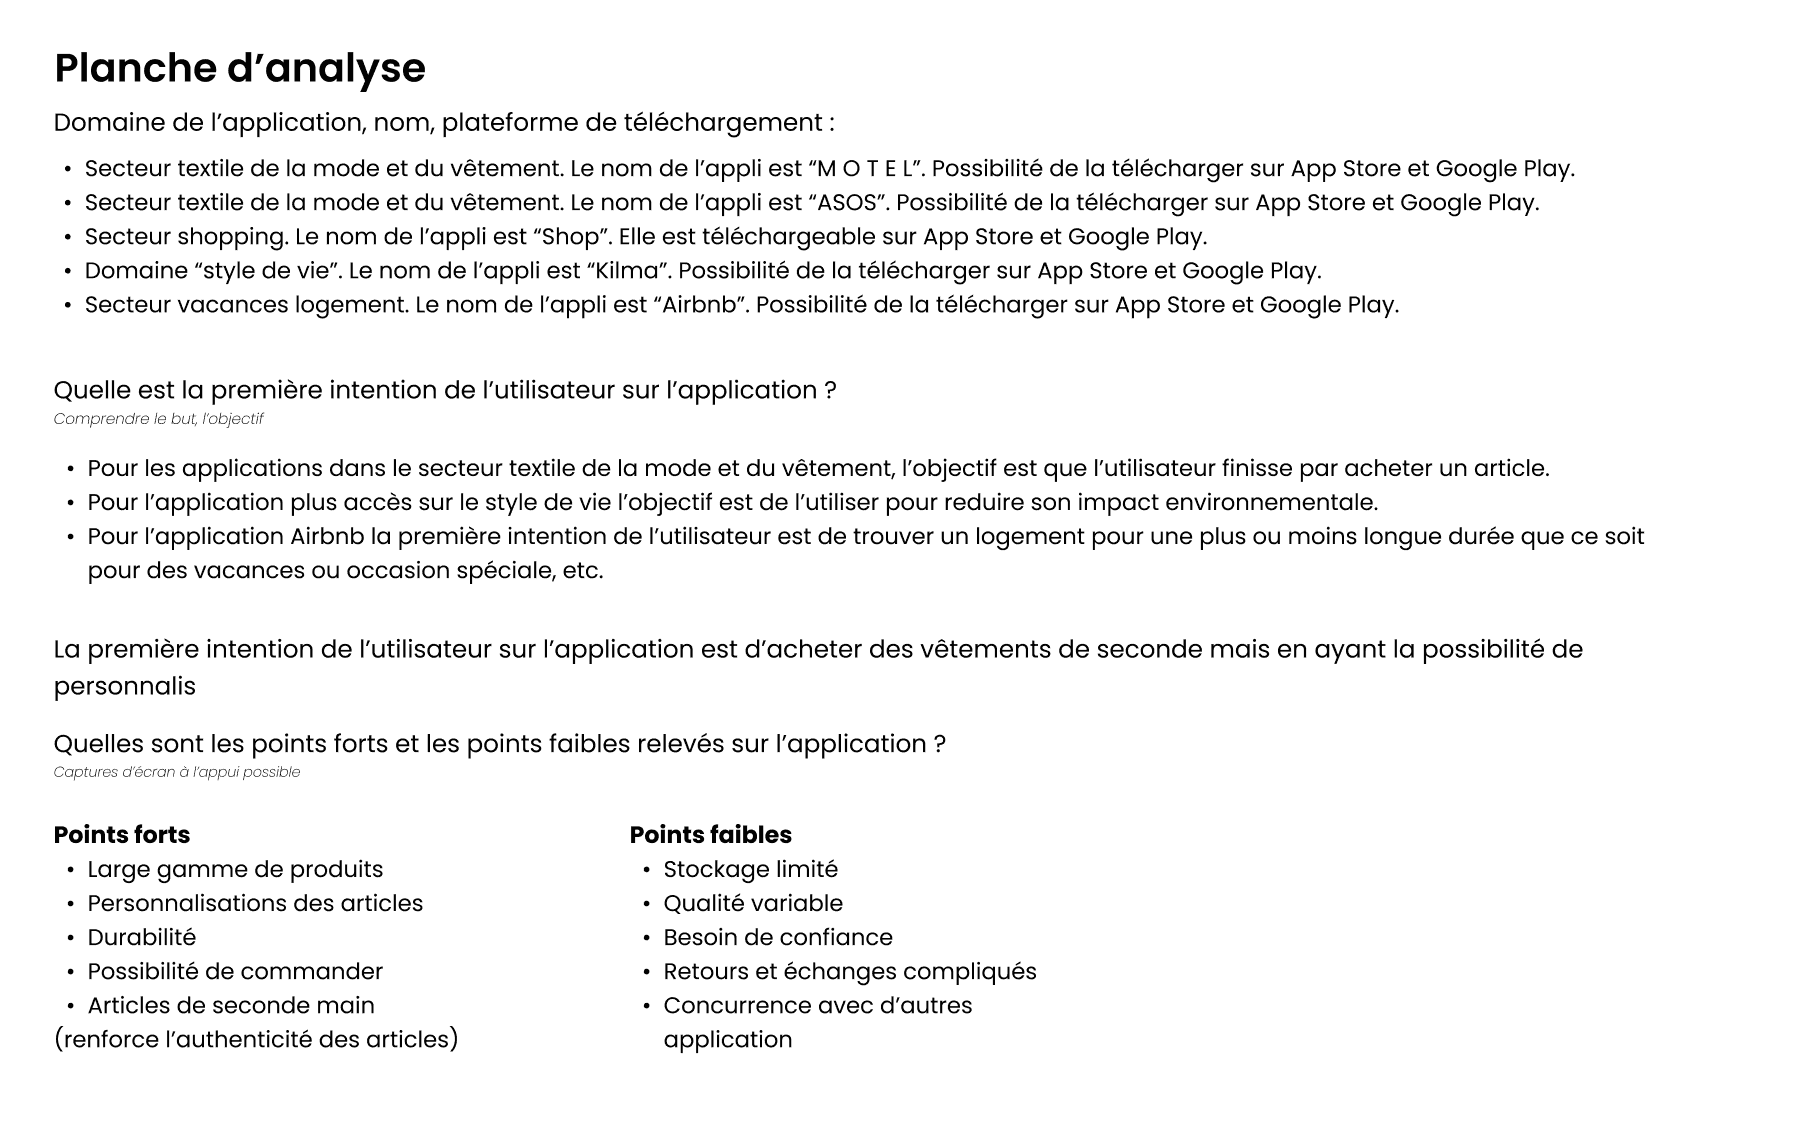 Planche d’analyse
Domaine de l’application, nom, plateforme de téléchargement :
• Secteur textile de la mode et du vêtement. Le nom de l’appli est “M O T E L”. Possibilité de la télécharger sur App Store et Google Play.
• Secteur textile de la mode et du vêtement. Le nom de l’appli est “ASOS”. Possibilité de la télécharger sur App Store et Google Play.
• Secteur shopping. Le nom de l’appli est “Shop”. Elle est téléchargeable sur App Store et Google Play.
• Domaine “style de vie”. Le nom de l’appli est “Kilma”. Possibilité de la télécharger sur App Store et Google Play.
• Secteur vacances logement. Le nom de l’appli est “Airbnb”. Possibilité de la télécharger sur App Store et Google Play.
Quelle est la première intention de l’utilisateur sur l’application ?
Comprendre le but, l’objectif
• Pour les applications dans le secteur textile de la mode et du vêtement, l’objectif est que l’utilisateur finisse par acheter un article.
• Pour l’application plus accès sur le style de vie l’objectif est de l’utiliser pour reduire son impact environnementale.
• Pour l’application Airbnb la première intention de l’utilisateur est de trouver un logement pour une plus ou moins longue durée que ce soit
pour des vacances ou occasion spéciale, etc.
La première intention de l’utilisateur sur l’application est d’acheter des vêtements de seconde mais en ayant la possibilité de
personnalis
Quelles sont les points forts et les points faibles relevés sur l’application ?
Captures d’écran à l’appui possible
Points forts
• Large gamme de produits
• Personnalisations des articles
• Durabilité
• Possibilité de commander
• Articles de seconde main
(renforce l’authenticité des articles)
Points faibles
• Stockage limité
• Qualité variable
• Besoin de confiance
• Retours et échanges compliqués
• Concurrence avec d’autres
application